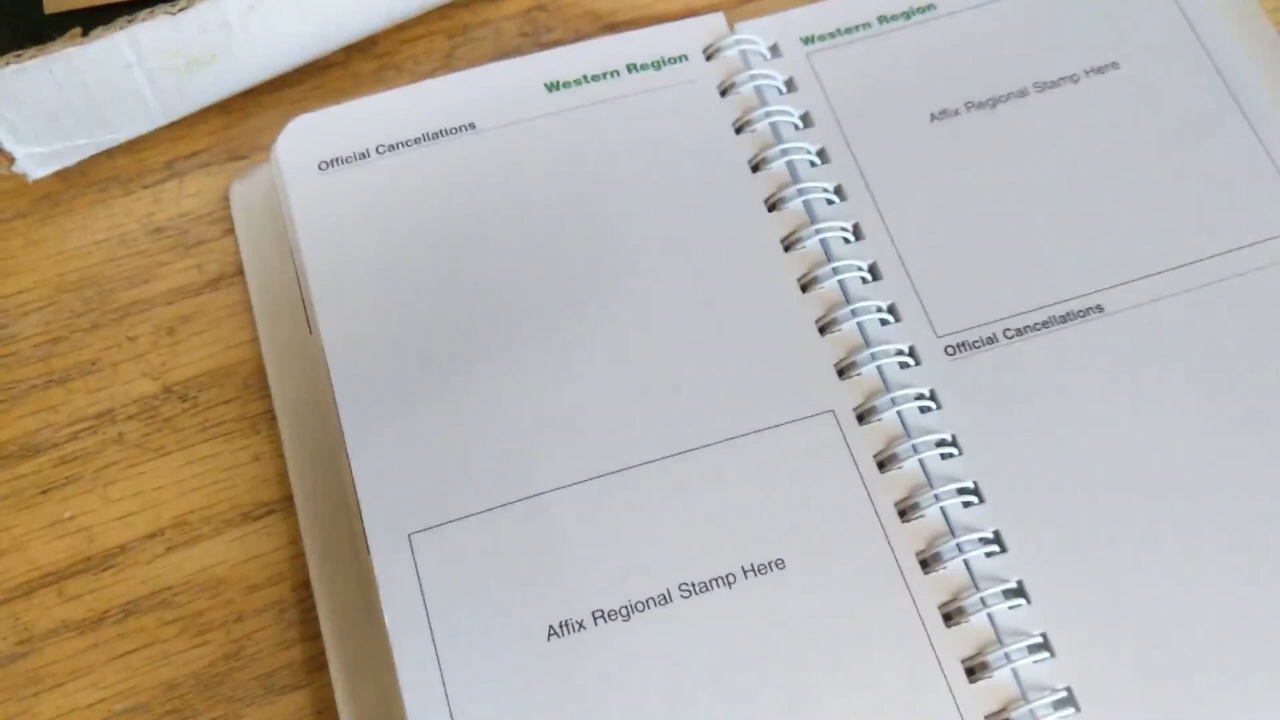 Western Region
Official Cancellations
Affix Regional Stamp Here
Western Region
Affix Regional Stamp Here
Official Cancellations